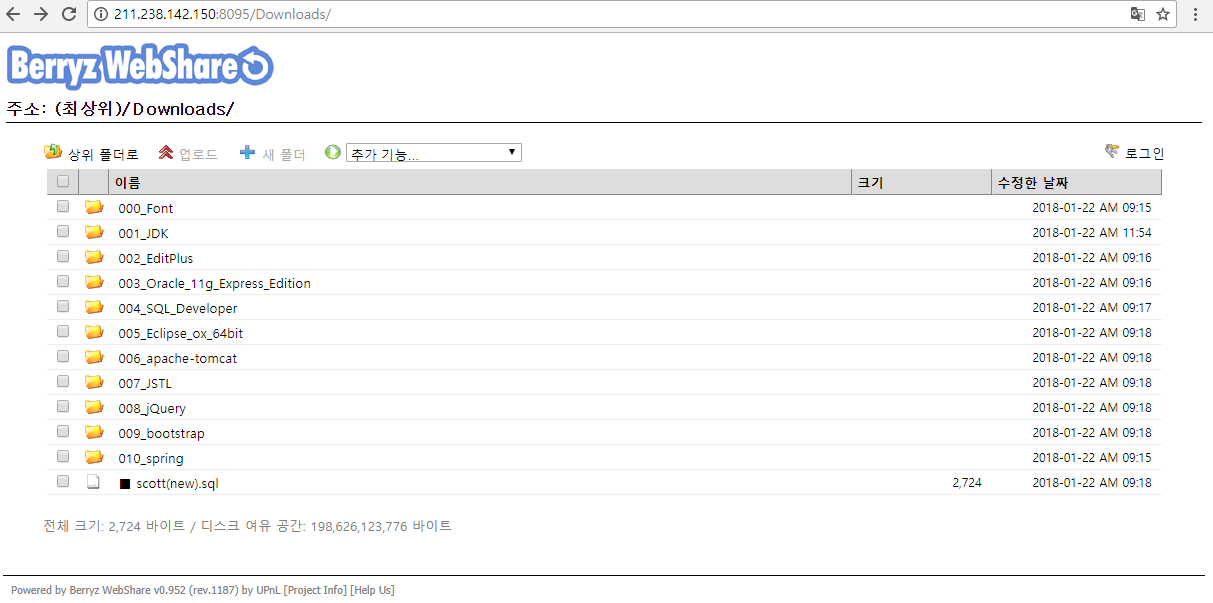 211.238.142.150:8095/Downloads/
Berryz WebShare
주소: (최상위)/Downloads/
상위 폴더로 업로드 새 폴더 추가 기능... 로그인
이름 크기 수정한 날짜
000_Font 2018-01-22 AM 09:15
001_JDK 2018-01-22 AM 11:54
002_EditPlus 2018-01-22 AM 09:16
003_Oracle_11g_Express_Edition 2018-01-22 AM 09:16
004_SQL_Developer 2018-01-22 AM 09:17
005_Eclipse_ox_64bit 2018-01-22 AM 09:18
006_apache-tomcat 2018-01-22 AM 09:18
007_JSTL 2018-01-22 AM 09:18
008_jQuery 2018-01-22 AM 09:18
009_bootstrap 2018-01-22 AM 09:18
010_spring 2018-01-22 AM 09:15
■ scott(new).sql 2,724 2018-01-22 AM 09:18
전체 크기: 2,724 바이트 / 디스크 여유 공간: 198,626,123,776 바이트
Powered by Berryz WebShare v0.952 (rev.1187) by UPnL [Project Info] [Help Us]